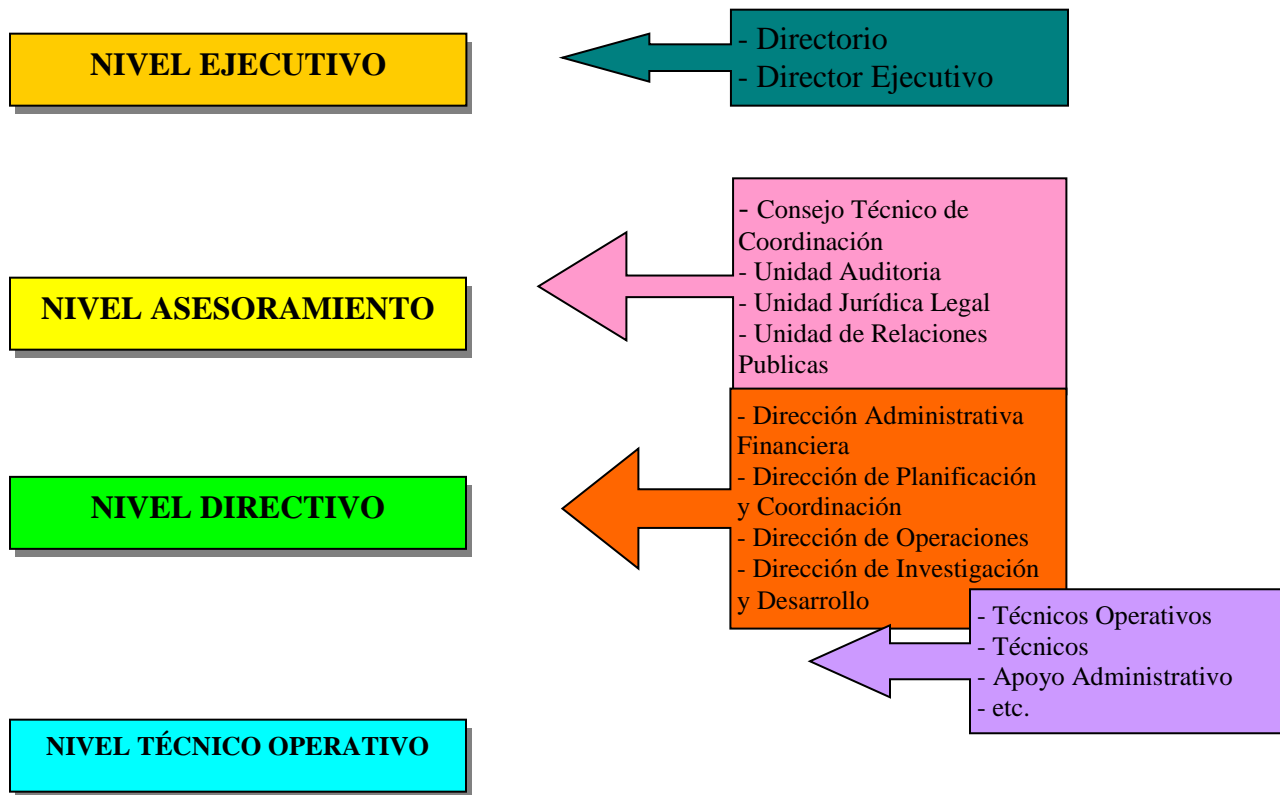 NIVEL EJECUTIVO
- Directorio
- Director Ejecutivo
NIVEL ASESORAMIENTO
- Consejo Técnico de
Coordinación
- Unidad Auditoria
- Unidad Jurídica Legal
- Unidad de Relaciones
Publicas
NIVEL DIRECTIVO
- Dirección Administrativa
Financiera
- Dirección de Planificación
y Coordinación
- Dirección de Operaciones
- Dirección de Investigación
y Desarrollo
NIVEL TÉCNICO OPERATIVO
- Técnicos Operativos
- Técnicos
- Apoyo Administrativo
- etc.